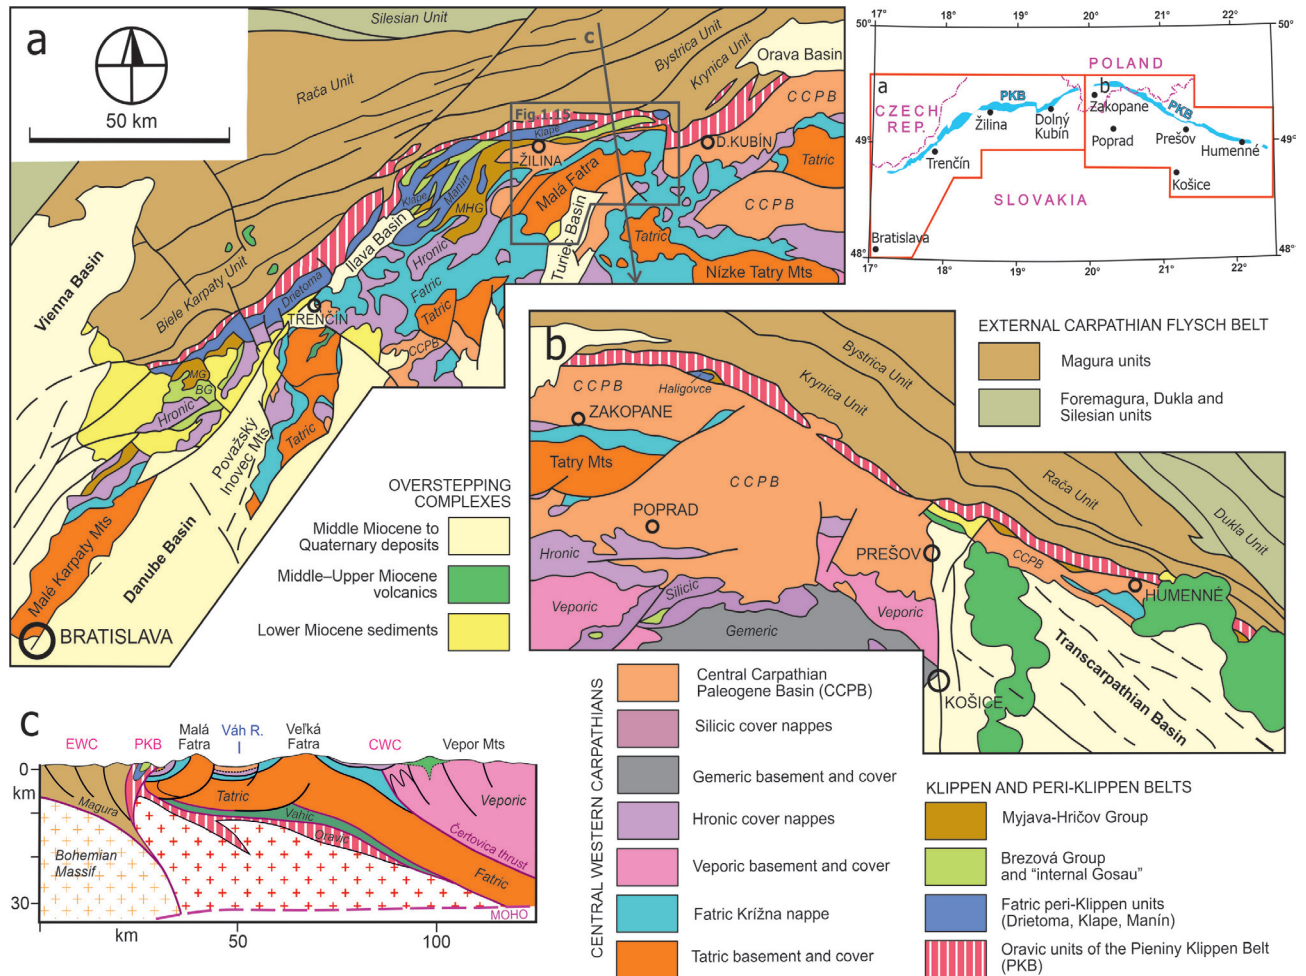 a
50 km
Silesian Unit
c
Rača Unit
Bystrica Unit
Krynica Unit
Orava Basin
CCPB
Fig.1.15
Klape
ŽILINA
D.KUBÍN
Tatric
Malá Fatra
Klape
Manín
MHG
CCPB
Ilava Basin
Turiec Basin
Tatric
Hronic
Nízke Tatry Mts
Vienna Basin
Biele Karpaty Unit
Drietoma
Fatric
TRENČÍN
Tatric
CCPB
MG
BG
Hronic
Považský
Inovec Mts
Tatric
Malé Karpaty Mts
Danube Basin
BRATISLAVA
50°
17°
18°
19°
20°
21°
22°
50°
POLAND
a
b
CZECH
REP.
PKB
Zakopane
PKB
Žilina
Dolný
Kubín
Poprad
Prešov
49°
49°
Humenné
Trenčín
Košice
SLOVAKIA
Bratislava
48°
48°
17°
18°
19°
20°
21°
22°
EXTERNAL CARPATHIAN FLYSCH BELT
Magura units
Foremagura, Dukla and
Silesian units
b
CCPB
Haligovce
Bystrica Unit
Krynica Unit
ZAKOPANE
Tatry Mts
CCPB
Rača Unit
Dukla Unit
POPRAD
Hronic
PREŠOV
CCPB
HUMENNÉ
Silicic
Veporic
Veporic
Gemeric
KOŠICE
Transcarpathian Basin
OVERSTEPPING
COMPLEXES
Middle Miocene to
Quaternary deposits
Middle–Upper Miocene
volcanics
Lower Miocene sediments
CENTRAL WESTERN CARPATHIANS
Central Carpathian
Paleogene Basin (CCPB)
Silicic cover nappes
Gemeric basement and cover
Hronic cover nappes
Veporic basement and cover
Fatric Krížna nappe
Tatric basement and cover
KLIPPEN AND PERI-KLIPPEN BELTS
Myjava-Hričov Group
Brezová Group
and “internal Gosau”
Fatric peri-Klippen units
(Drietoma, Klape, Manín)
Oravic units of the Pieniny Klippen Belt
(PKB)
c
EWC
PKB
Malá
Fatra
Váh R.
Veľká
Fatra
CWC
Vepor Mts
0
km
30
Magura
Tatric
Vahic
Oravic
Veporic
Čertovica thrust
Fatric
Bohemian
Massif
MOHO
km
50
100